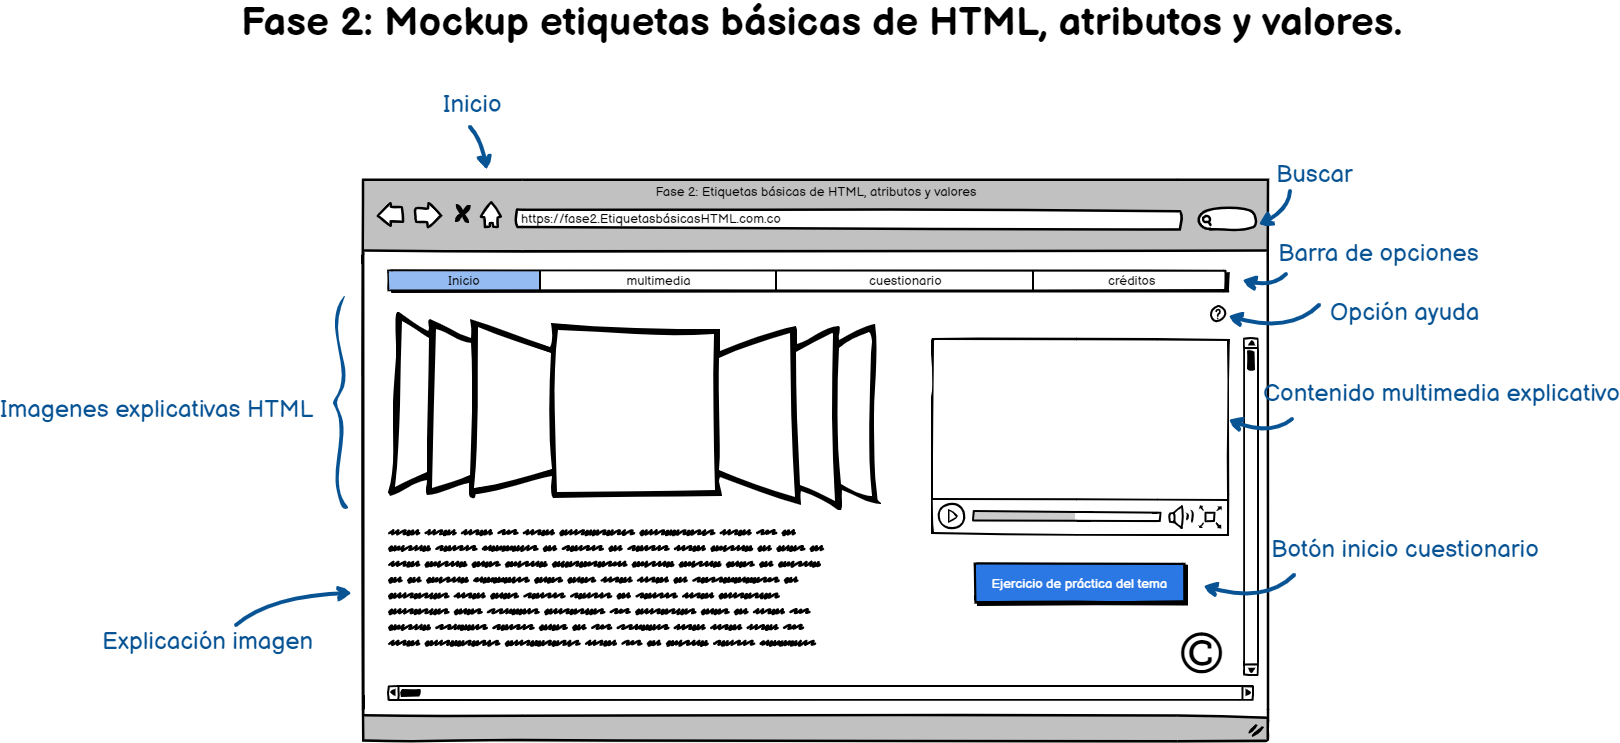 Fase 2: Mockup etiquetas básicas de HTML, atributos y valores.
Inicio
Buscar
Fase 2: Etiquetas básicas de HTML, atributos y valores
https://fase2.EtiquetasbásicasHTML.com.co
Barra de opciones
Inicio multimedia cuestionario créditos
Opción ayuda
?
Contenido multimedia explicativo
Imagenes explicativas HTML
Botón inicio cuestionario
Ejercicio de práctica del tema
Explicación imagen
©